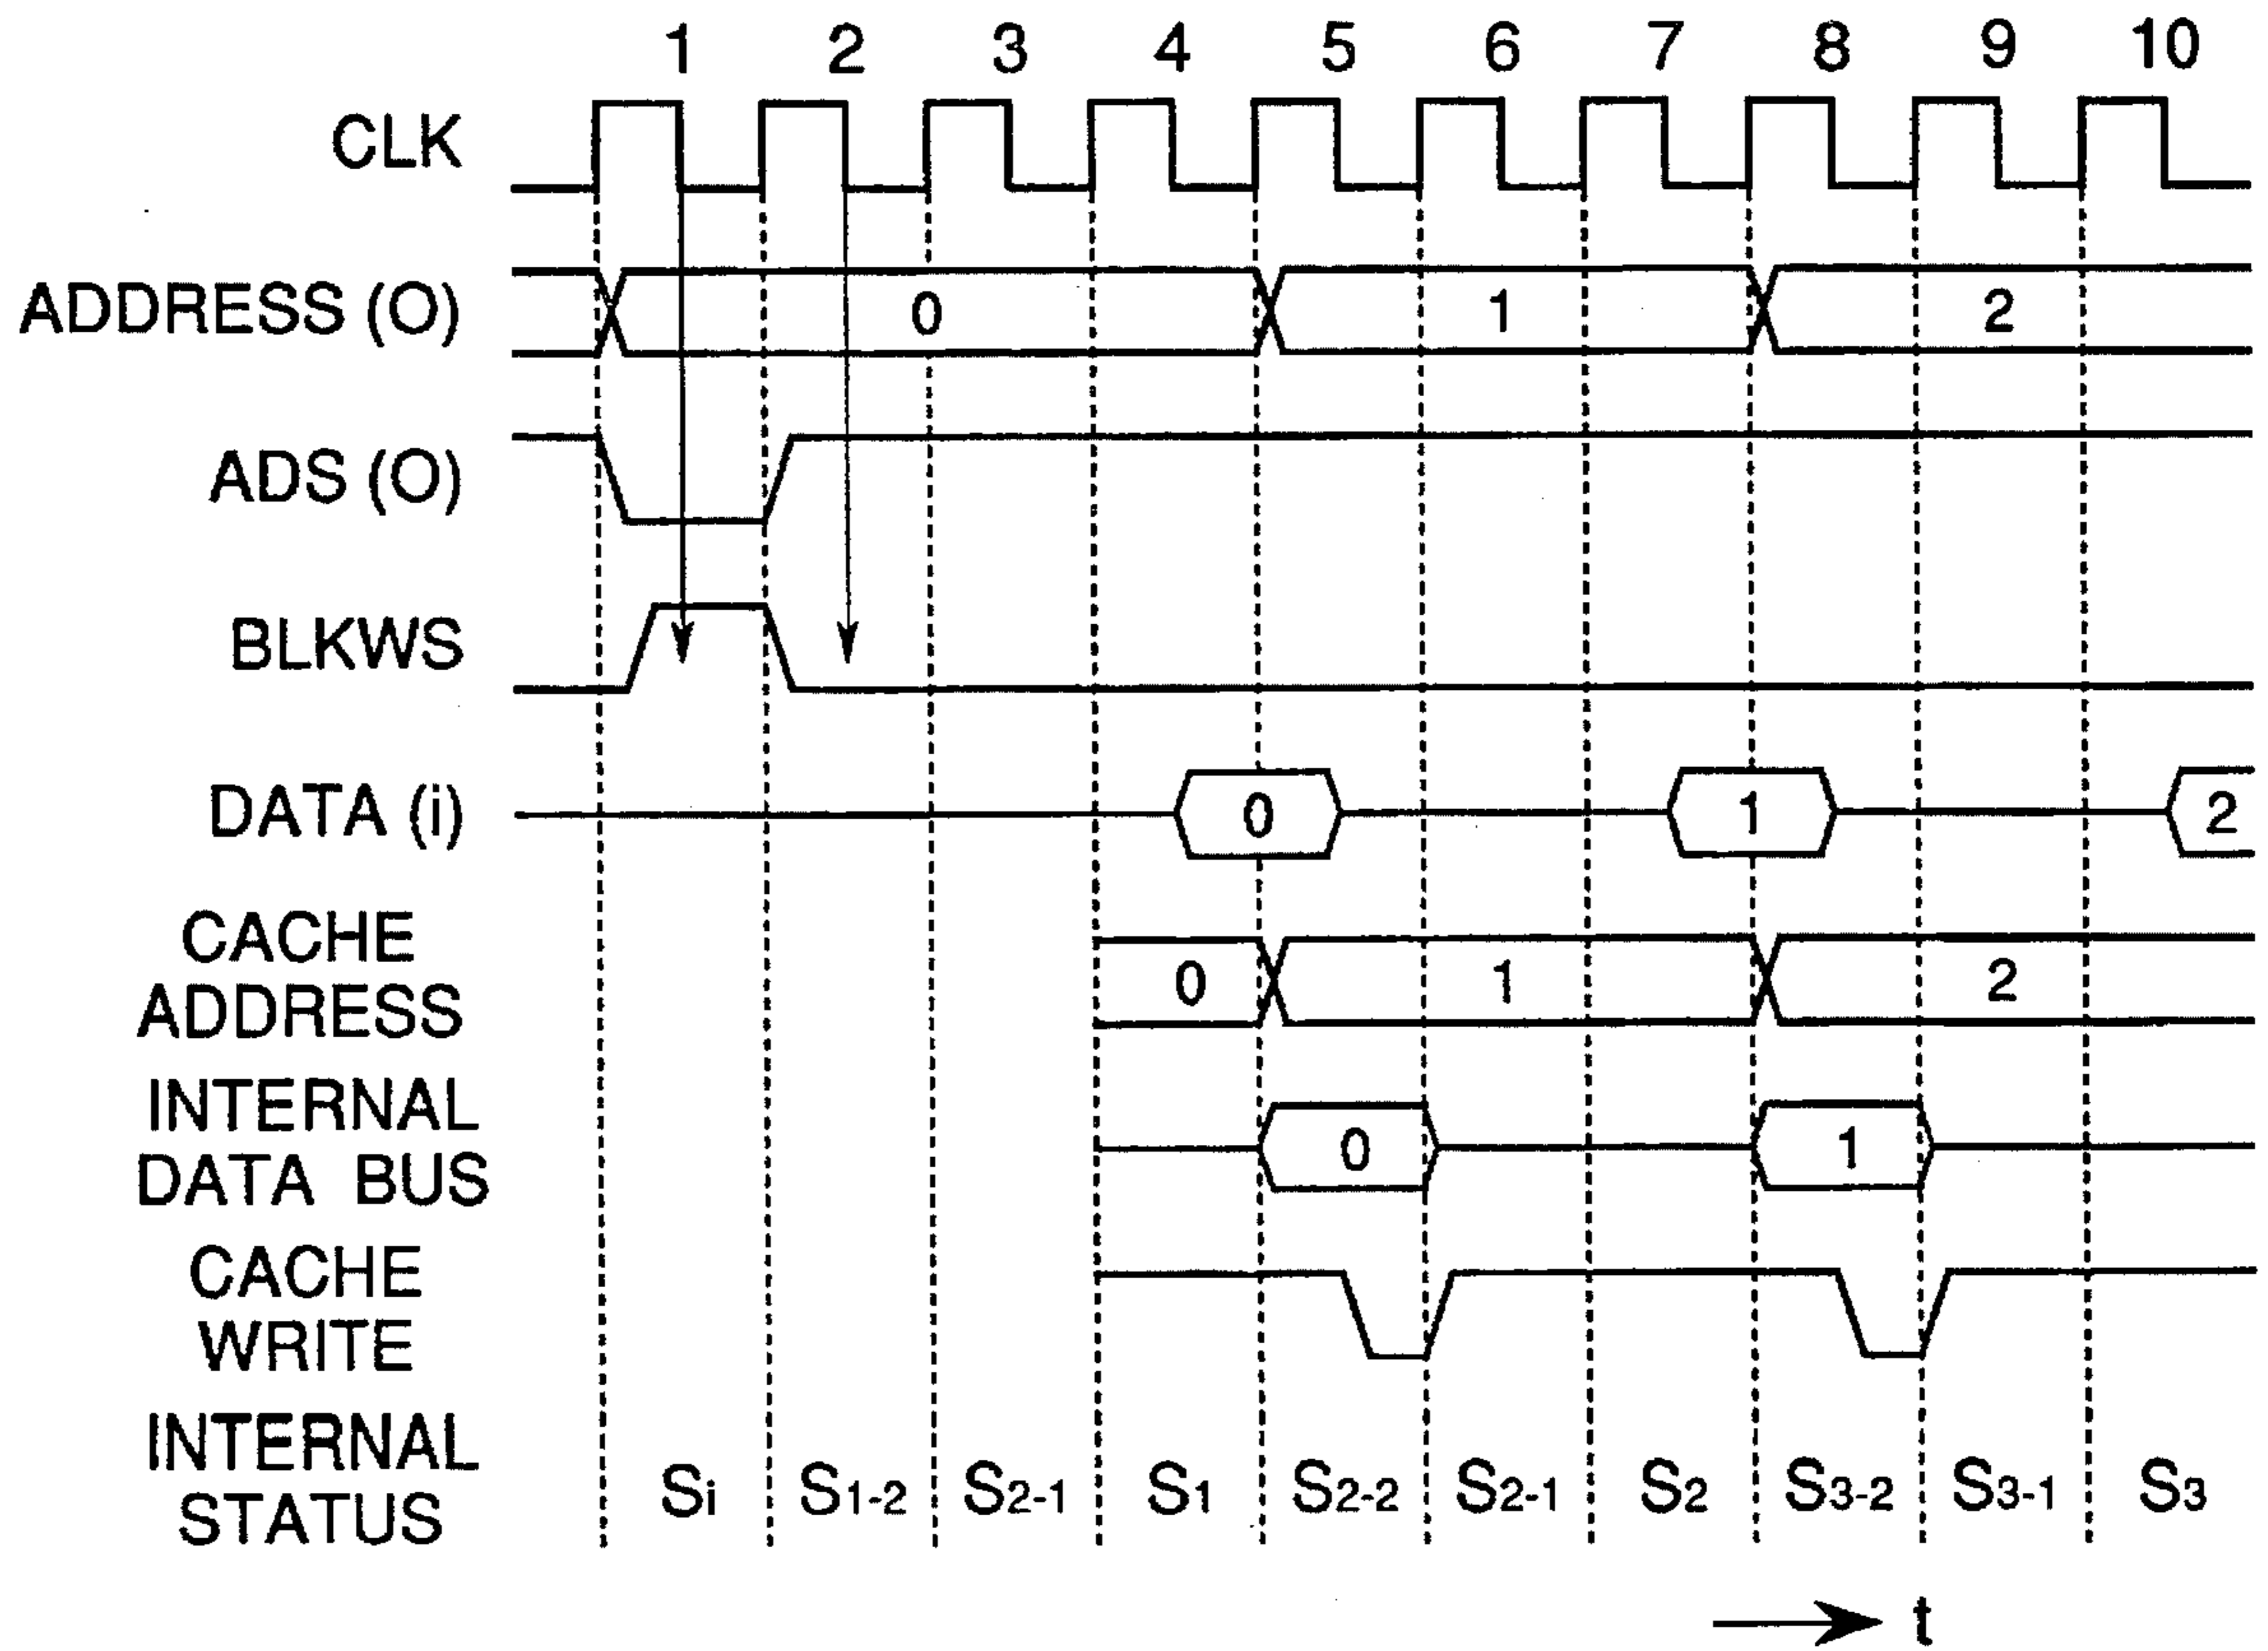 1 2 3 4 5 6 7 8 9 10
CLK
ADDRESS (O) 0 1 2
ADS (O)
BLKWS
DATA (i) 0 1 2
CACHE
ADDRESS 0 1 2
INTERNAL
DATA BUS 0 1
CACHE
WRITE
INTERNAL
STATUS Si S1-2 S2-1 S1 S2-2 S2-1 S2 S3-2 S3-1 S3
t